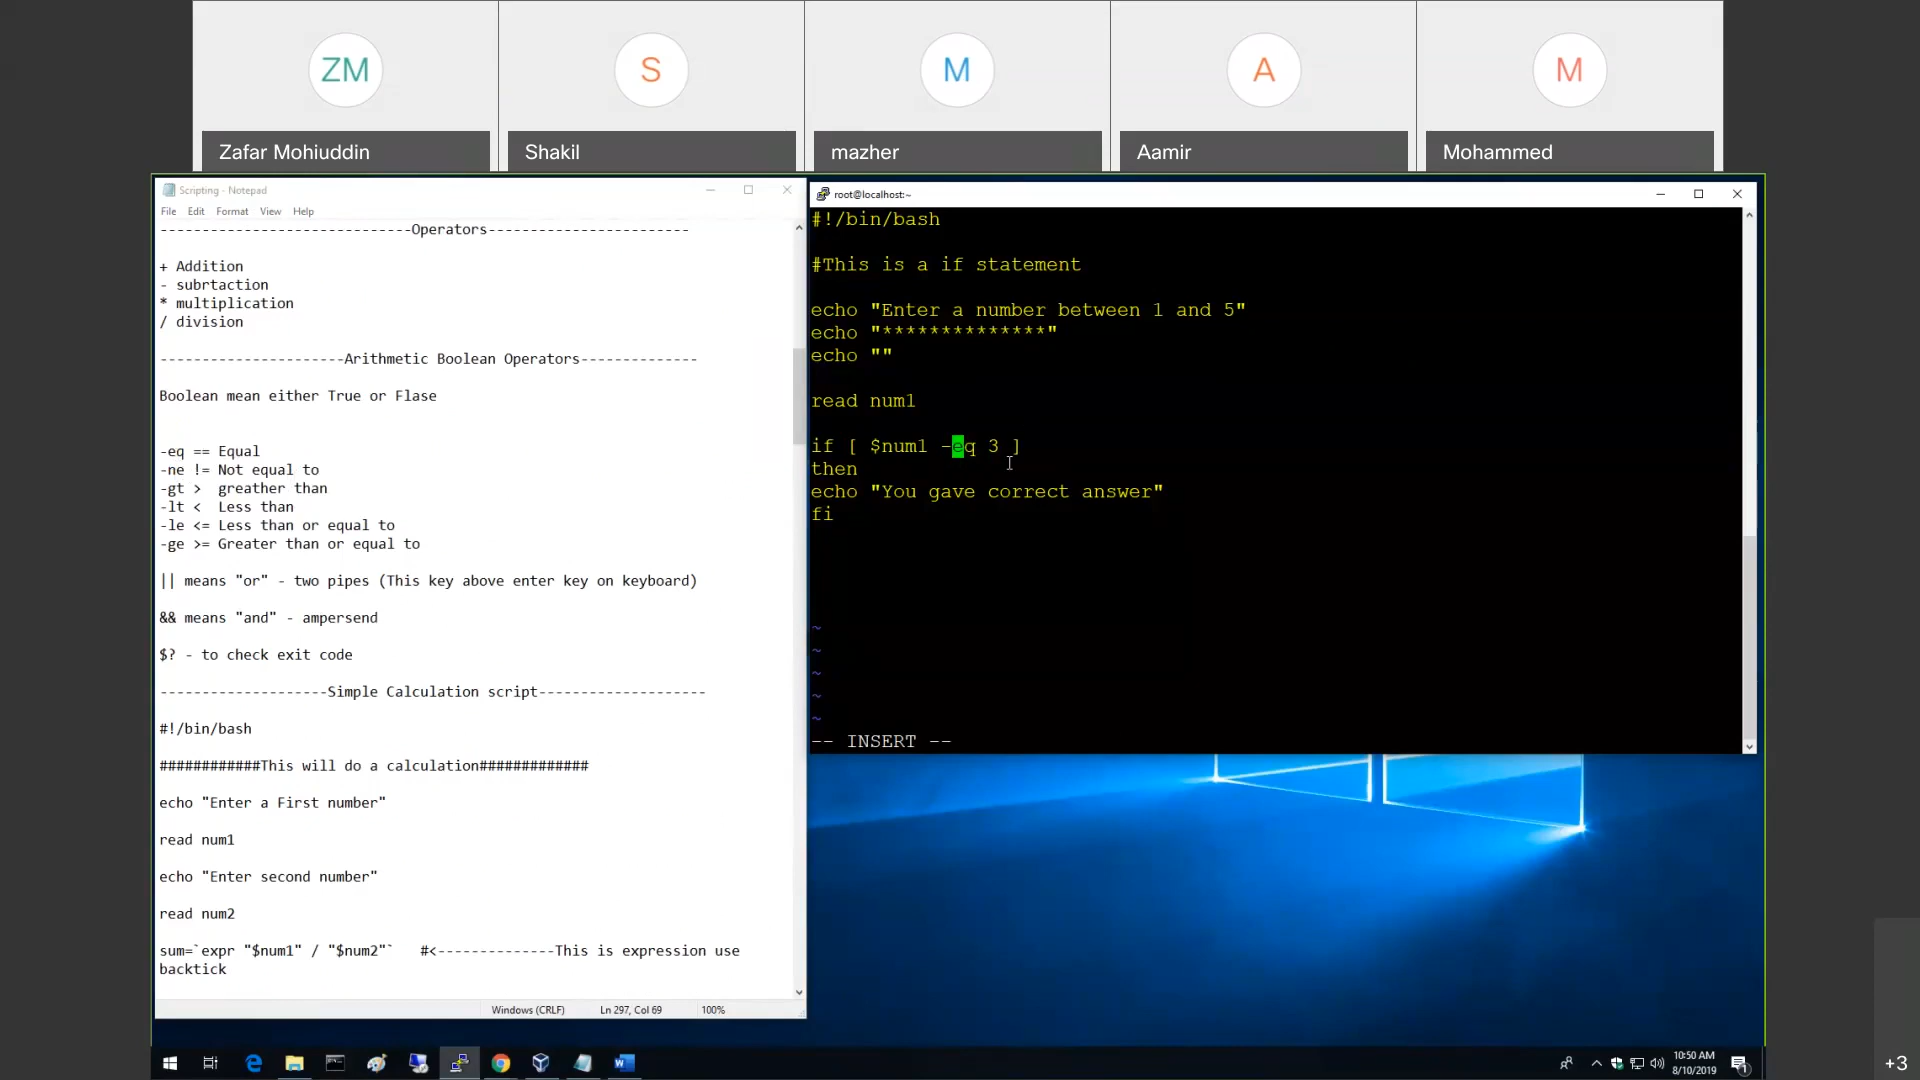 ZM
S
M
A
M
Zafar Mohiuddin
Shakil
mazher
Aamir
Mohammed
Scripting - Notepad
File Edit Format View Help
------------------------------Operators------------------------
+ Addition
- subrtaction
* multiplication
/ division
----------------------Arithmetic Boolean Operators--------------
Boolean mean either True or Flase
-eq == Equal
-ne != Not equal to
-gt >  greather than
-lt <  Less than
-le <= Less than or equal to
-ge >= Greater than or equal to
|| means "or" - two pipes (This key above enter key on keyboard)
&& means "and" - ampersend
$? - to check exit code
--------------------Simple Calculation script--------------------
#!/bin/bash
############This will do a calculation#############
echo "Enter a First number"
read num1
echo "Enter second number"
read num2
sum=`expr "$num1" / "$num2"`   #<--------------This is expression use
backtick
Windows (CRLF) Ln 297, Col 69 100%
root@localhost:~
#!/bin/bash
#This is a if statement
echo "Enter a number between 1 and 5"
echo "**************"
echo ""
read num1
if [ $num1 -eq 3 ]
then
echo "You gave correct answer"
fi
~
~
~
~
~
-- INSERT --
10:50 AM
8/10/2019
1
+3